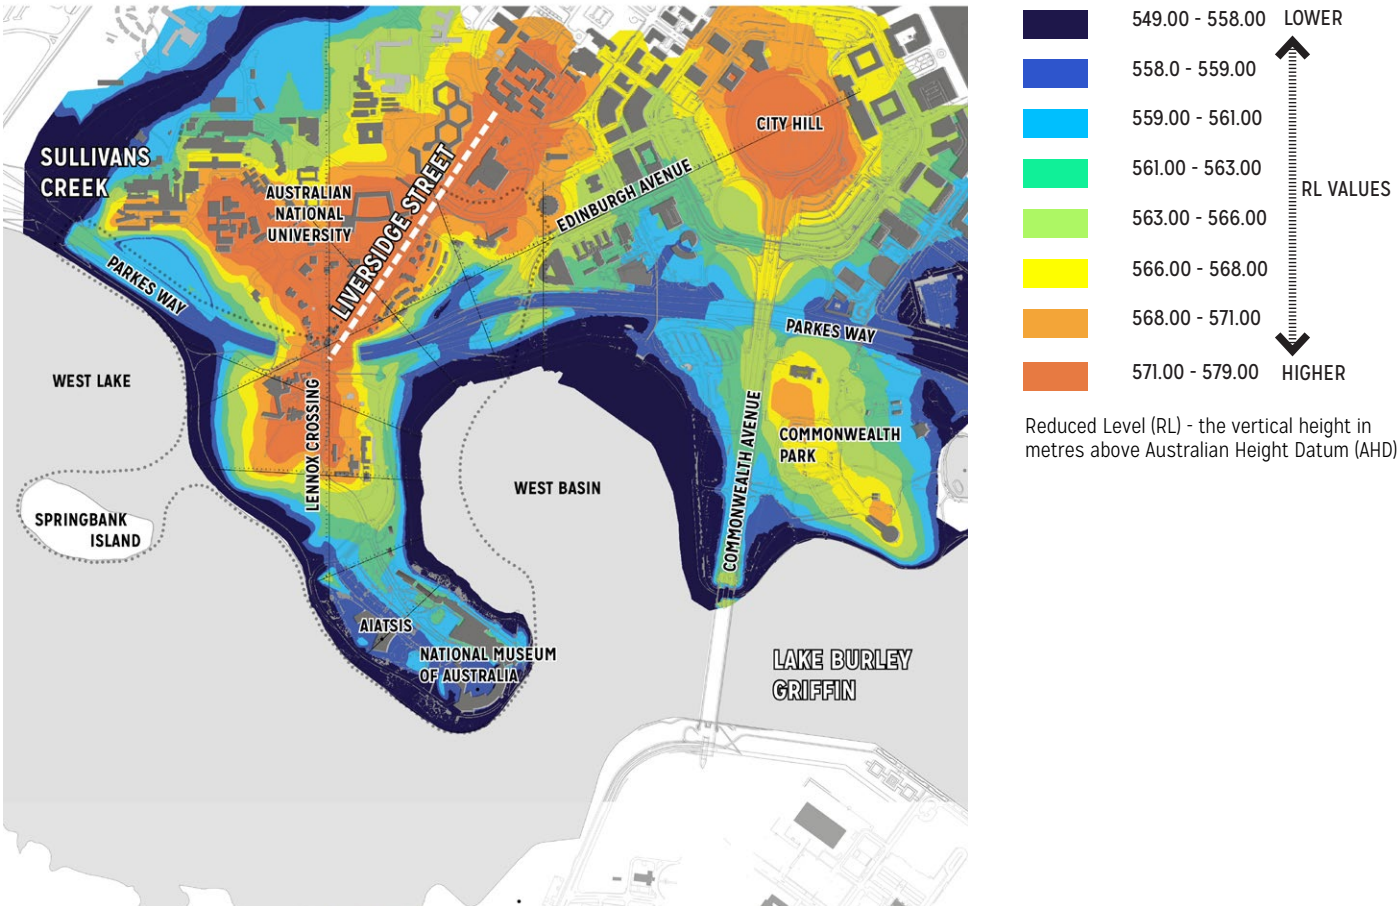 SULLIVANS
CREEK
AUSTRALIAN
NATIONAL
UNIVERSITY
LIVERSIDGE STREET
EDINBURGH AVENUE
CITY HILL
PARKES WAY
PARKES WAY
WEST LAKE
LENNOX CROSSING
WEST BASIN
COMMONWEALTH AVENUE
COMMONWEALTH
PARK
SPRINGBANK
ISLAND
AIATSIS
NATIONAL MUSEUM
OF AUSTRALIA
LAKE BURLEY
GRIFFIN
549.00 - 558.00 LOWER
558.0 - 559.00
559.00 - 561.00
561.00 - 563.00
RL VALUES
563.00 - 566.00
566.00 - 568.00
568.00 - 571.00
571.00 - 579.00 HIGHER
Reduced Level (RL) - the vertical height in
metres above Australian Height Datum (AHD)